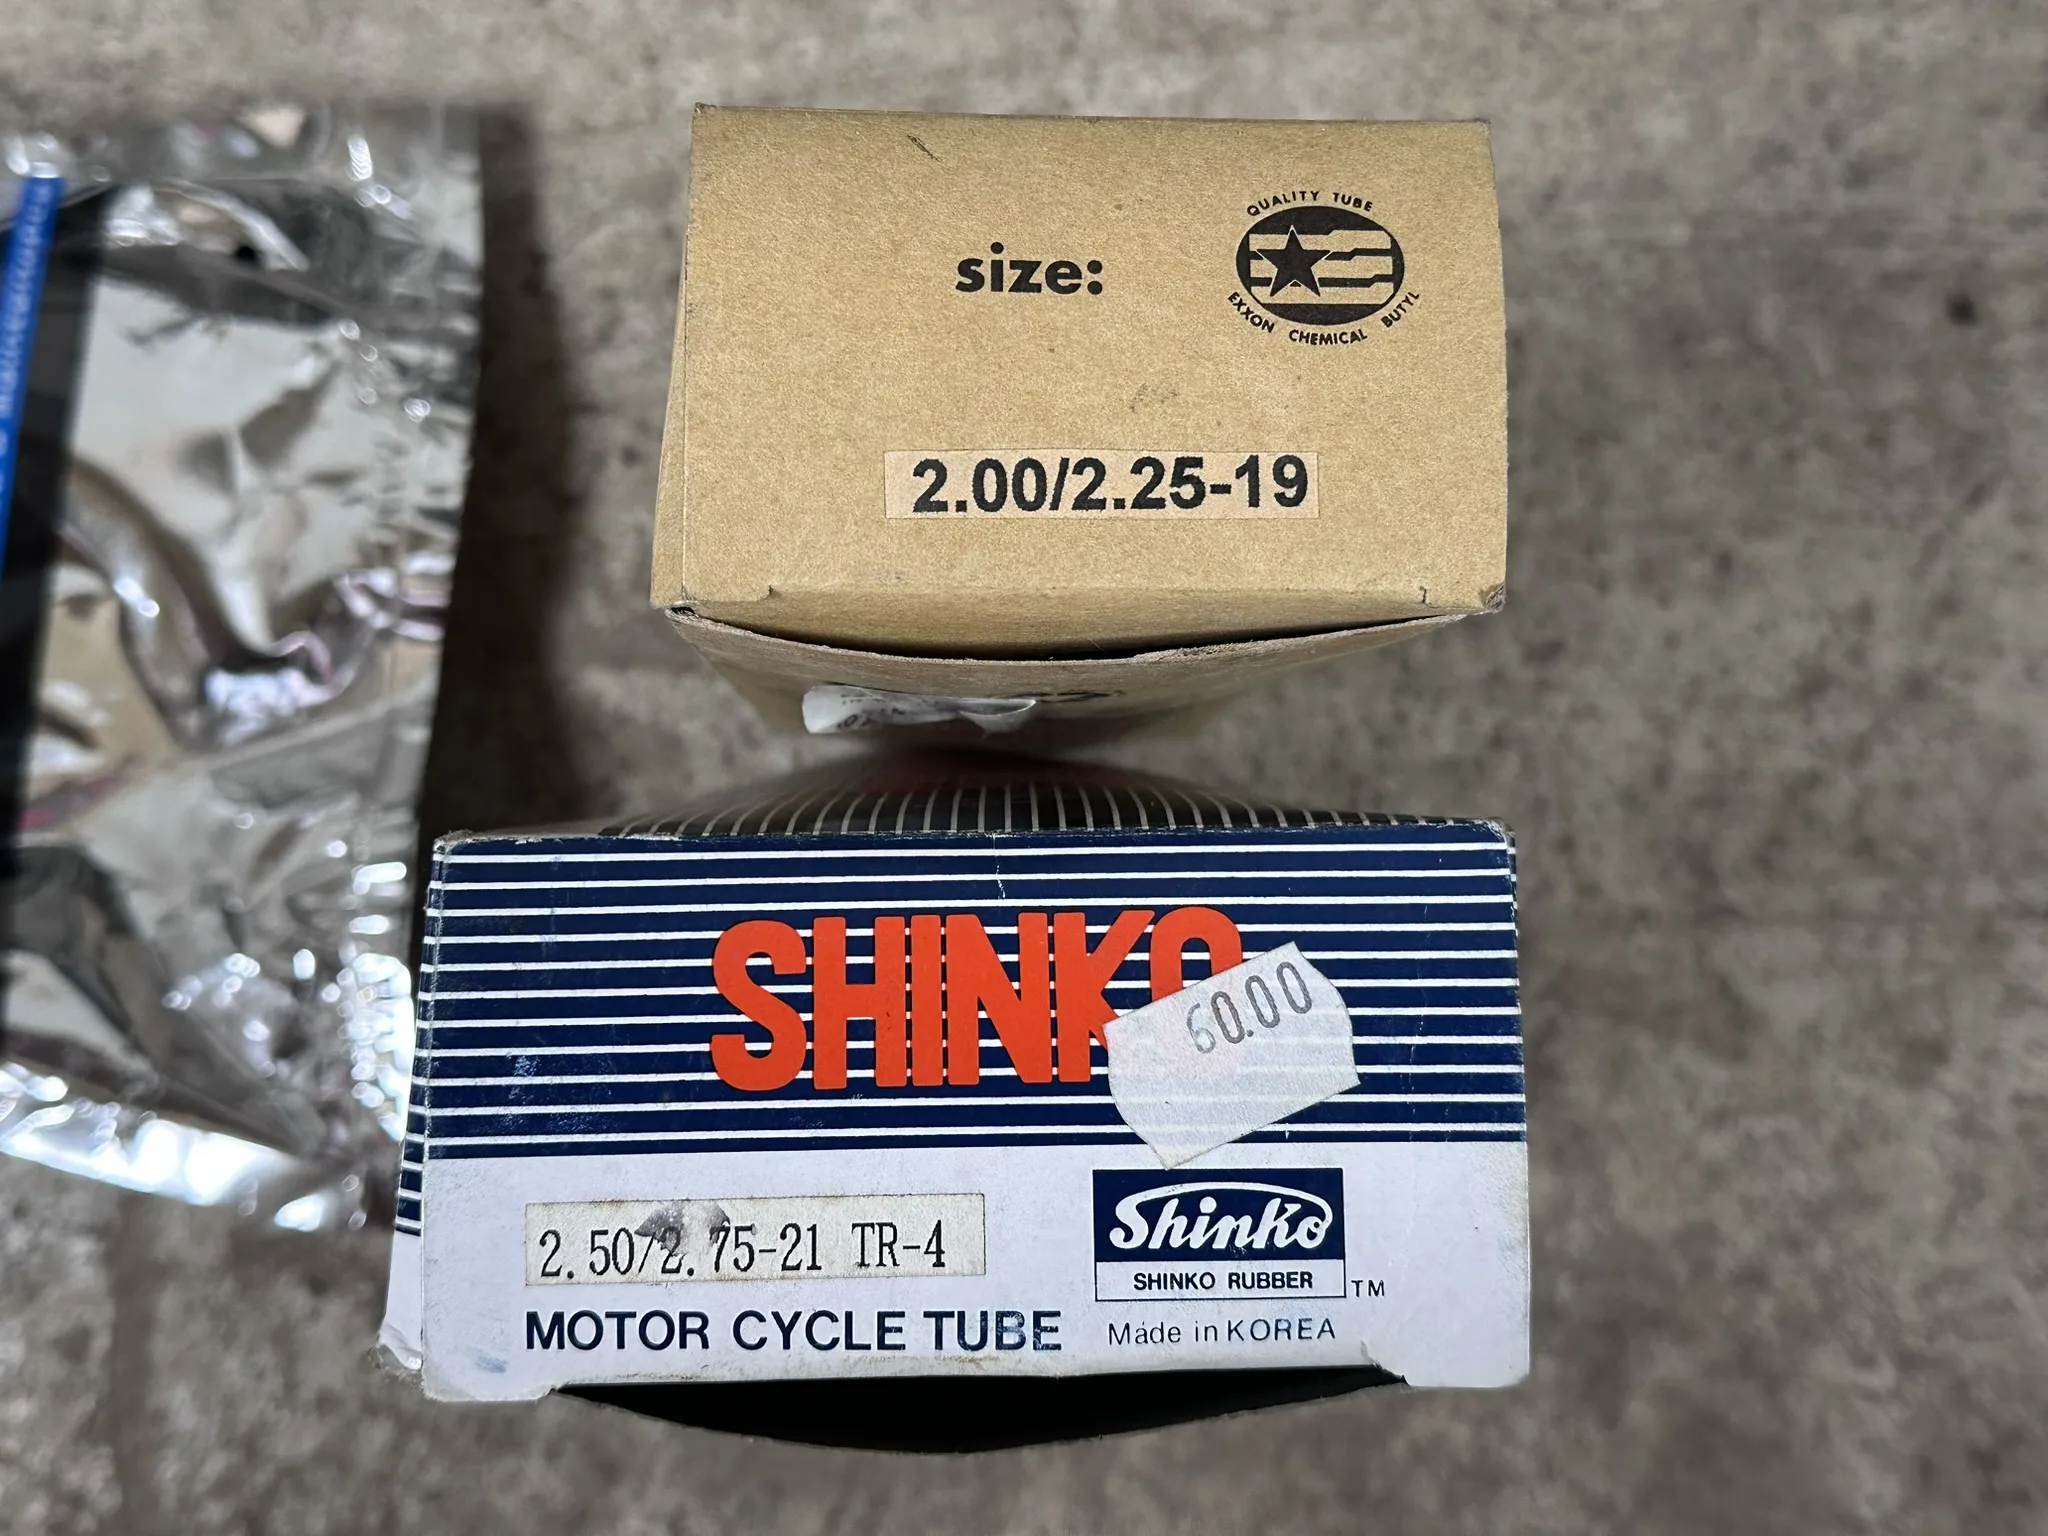 QUALITY TUBE
size:
EXXON CHEMICAL BUTYL
2.00/2.25-19
SHINKO
60.00
2.50/2.75-21 TR-4
Shinko
SHINKO RUBBER
TM
MOTOR CYCLE TUBE
Made in KOREA